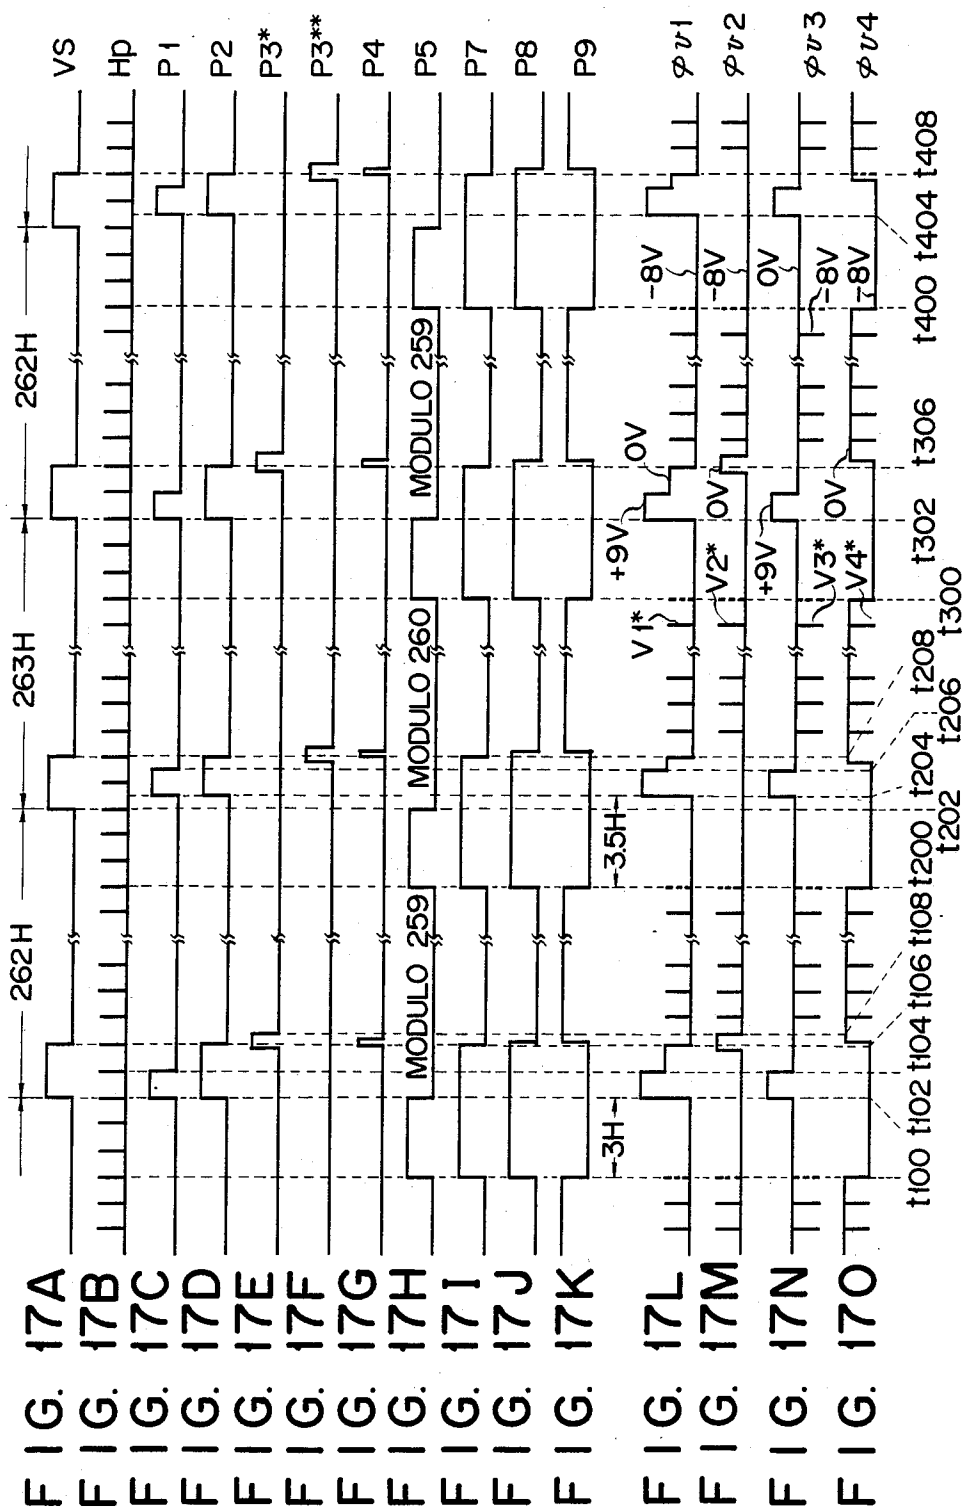 262H 263H 262H
FIG. 17A VS
FIG. 17B Hp
FIG. 17C P1
FIG. 17D P2
FIG. 17E P3*
FIG. 17F P3**
FIG. 17G P4
FIG. 17H MODULO 259 MODULO 260 MODULO 259 P5
FIG. 17I P7
FIG. 17J P8
FIG. 17K P9
3H 3.5H
FIG. 17L V1* +9V 0V -8V φv1
FIG. 17M V2* 0V -8V φv2
FIG. 17N +9V 0V φv3
V3* -8V
FIG. 17O V4* 0V -8V φv4
t100 t102 t104 t106 t108 t200 t204 t208 t302 t306 t400 t404 t408
t202 t206 t300